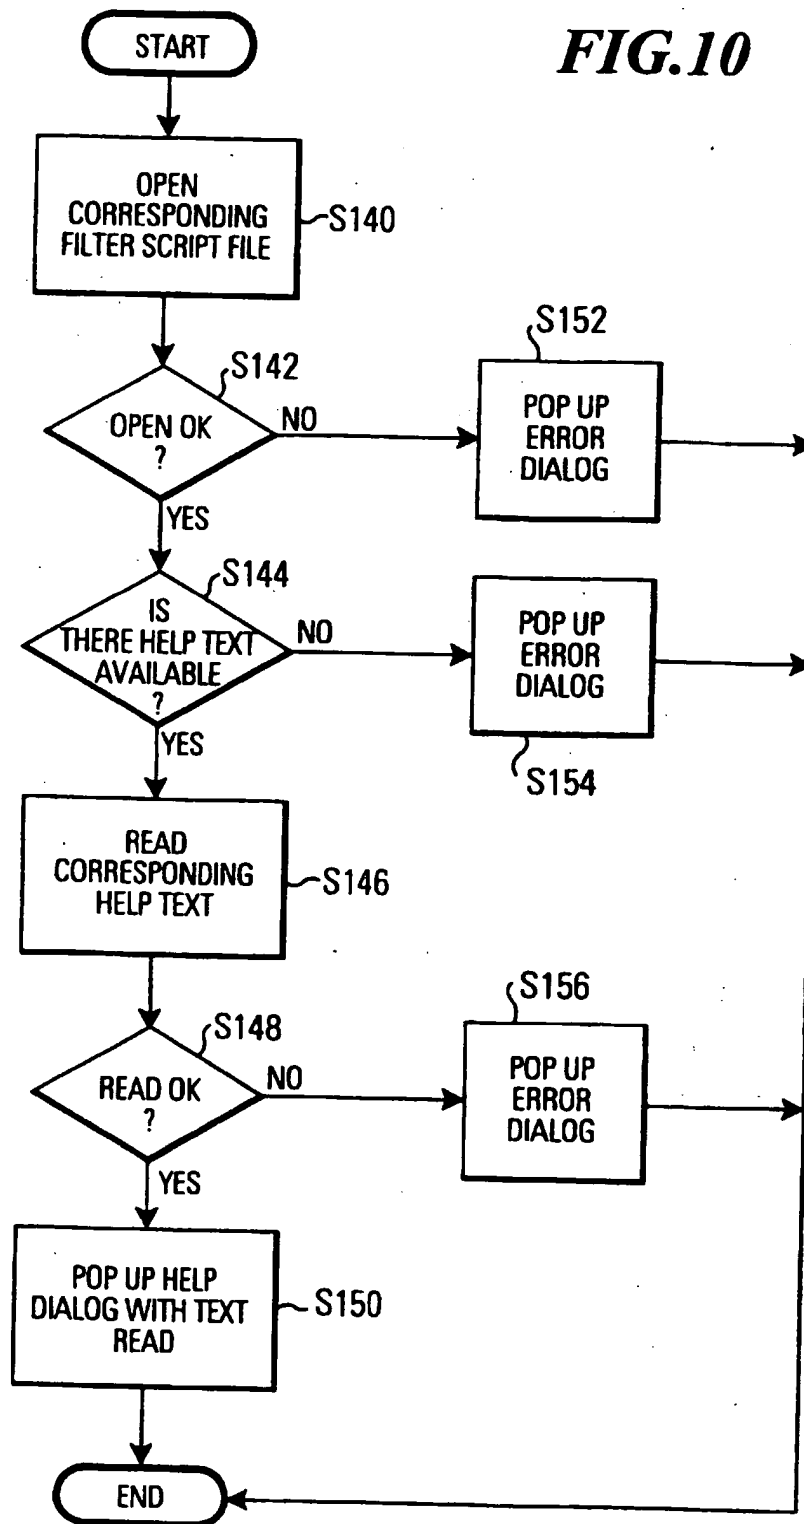 START
FIG.10
OPEN
CORRESPONDING
FILTER SCRIPT FILE
S140
S142
OPEN OK
?
NO
YES
S152
POP UP
ERROR
DIALOG
S144
IS
THERE HELP TEXT
AVAILABLE
?
NO
YES
POP UP
ERROR
DIALOG
S154
READ
CORRESPONDING
HELP TEXT
S146
S148
READ OK
?
NO
YES
S156
POP UP
ERROR
DIALOG
POP UP HELP
DIALOG WITH TEXT
READ
S150
END